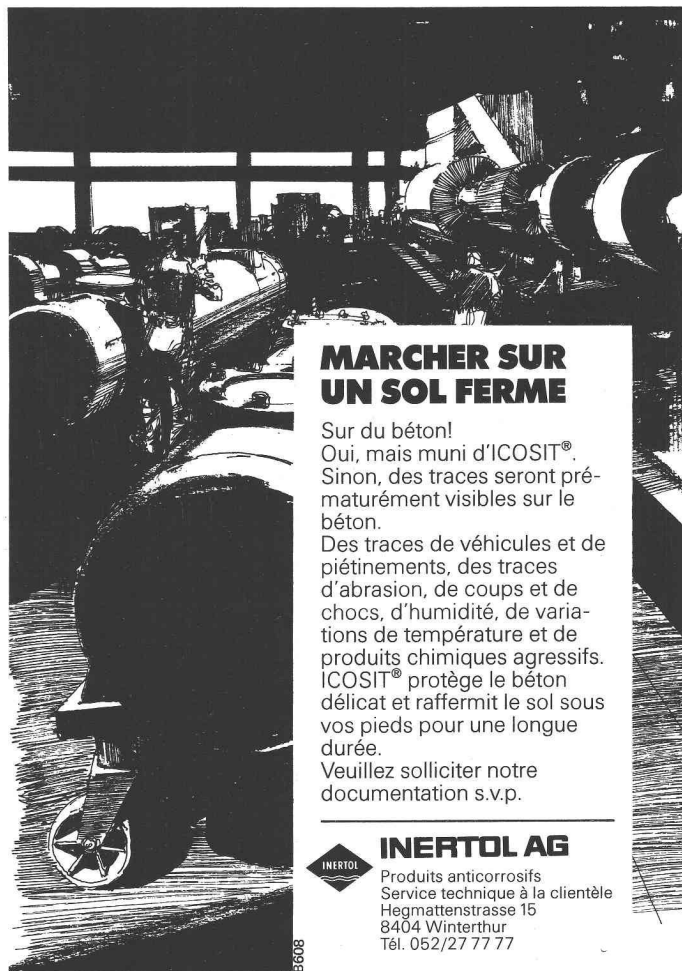 MARCHER SUR
UN SOL FERME
Sur du béton!
Oui, mais muni d'ICOSIT®.
Sinon, des traces seront pré-
maturément visibles sur le
béton.
Des traces de véhicules et de
piétinements, des traces
d'abrasion, de coups et de
chocs, d'humidité, de varia-
tions de température et de
produits chimiques agressifs.
ICOSIT® protège le béton
délicat et raffermit le sol sous
vos pieds pour une longue
durée.
Veuillez solliciter notre
documentation s.v.p.
INERTOL
INERTOL AG
Produits anticorrosifs
Service technique à la clientèle
Hegmattenstrasse 15
8404 Winterthur
Tél. 052/27 77 77
B608